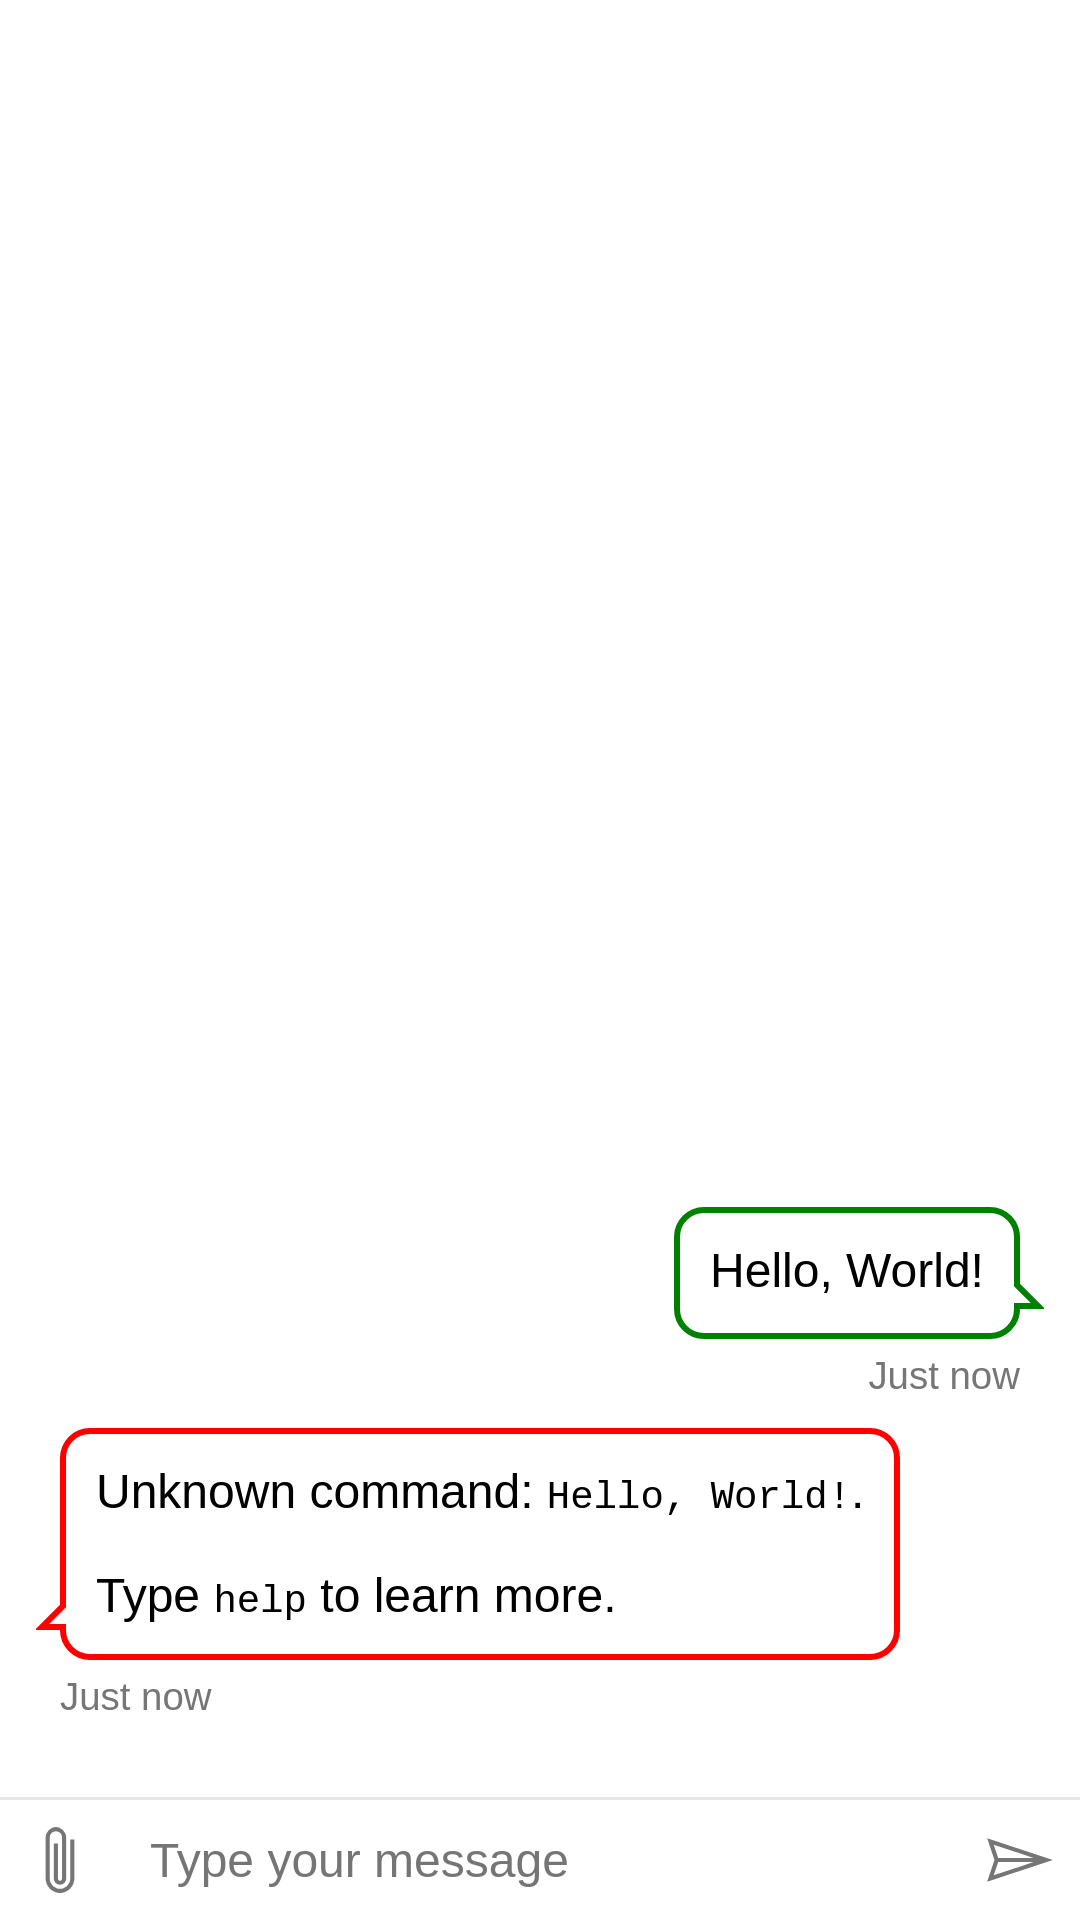 Hello, World!
Just now
Unknown command: Hello, World!.
Type help to learn more.
Just now
Type your message